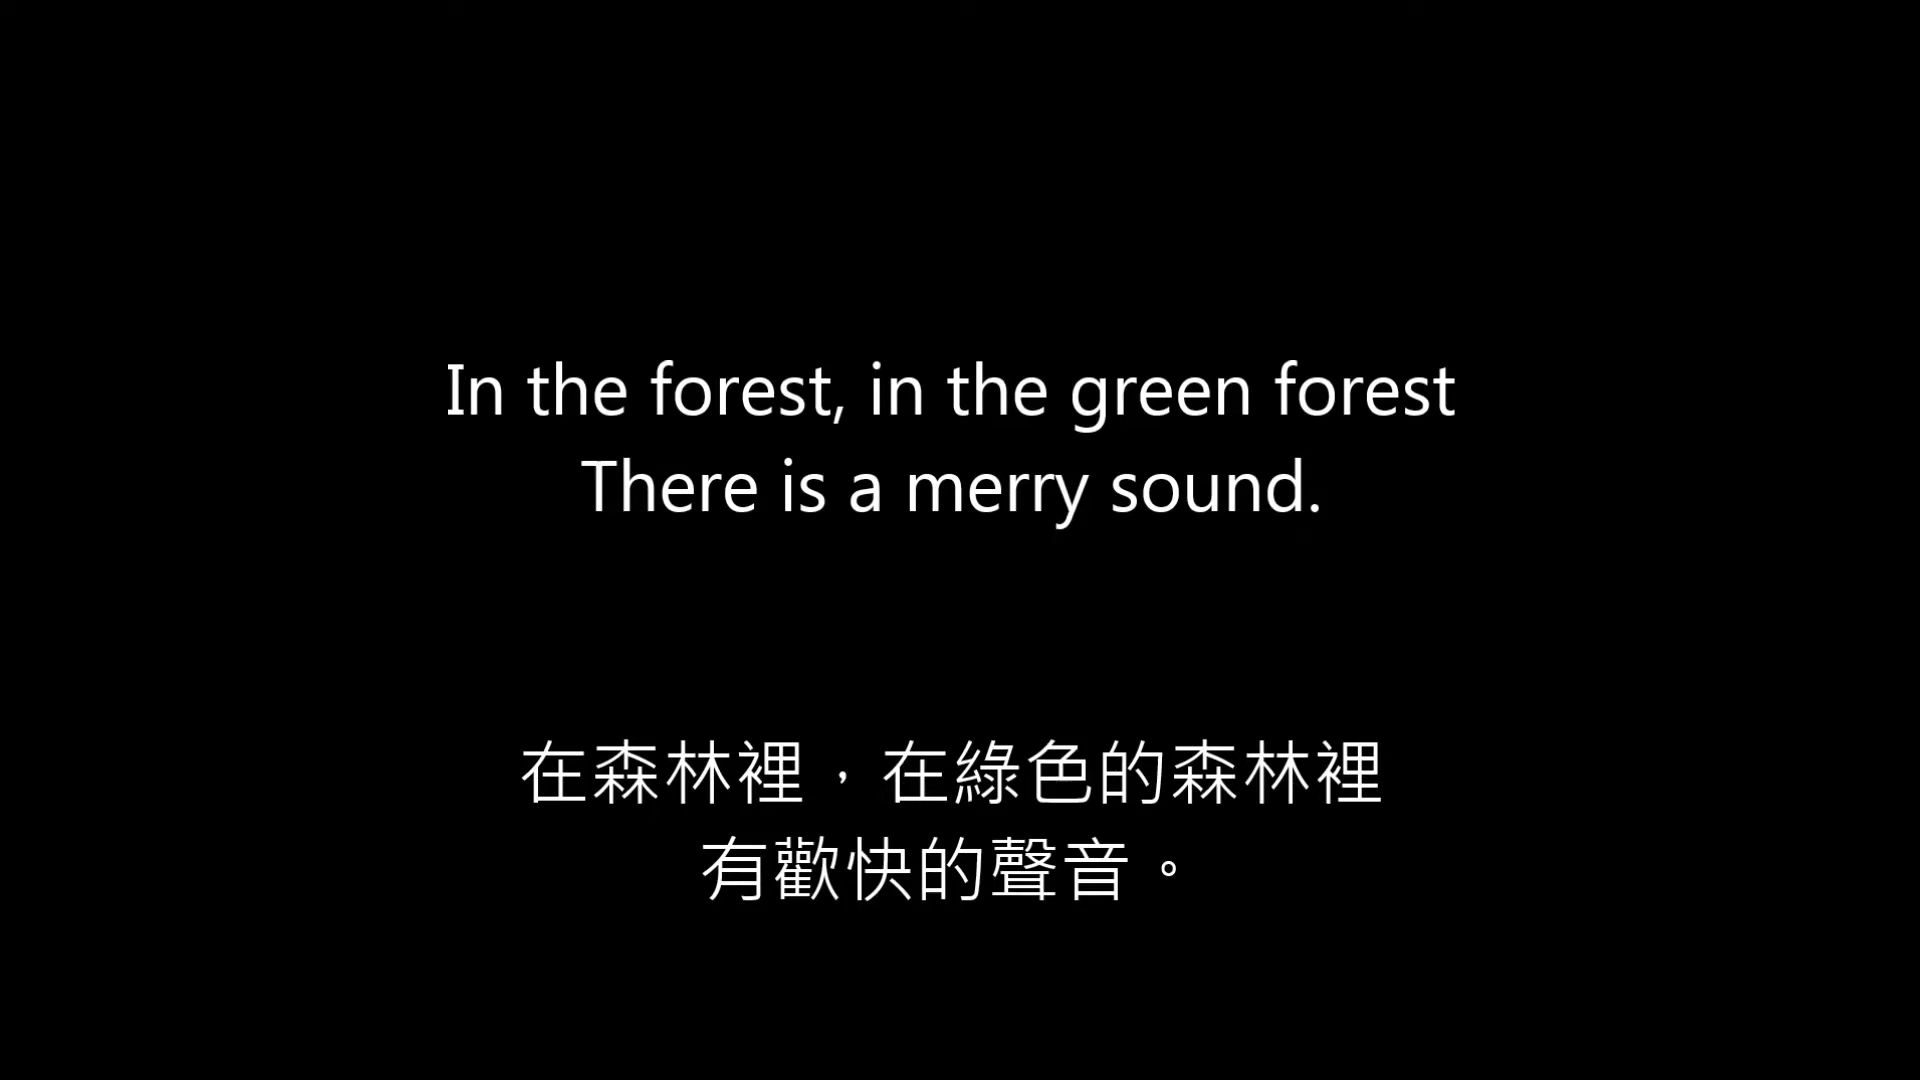 In the forest, in the green forest
There is a merry sound.
在森林裡，在綠色的森林裡
有歡快的聲音。